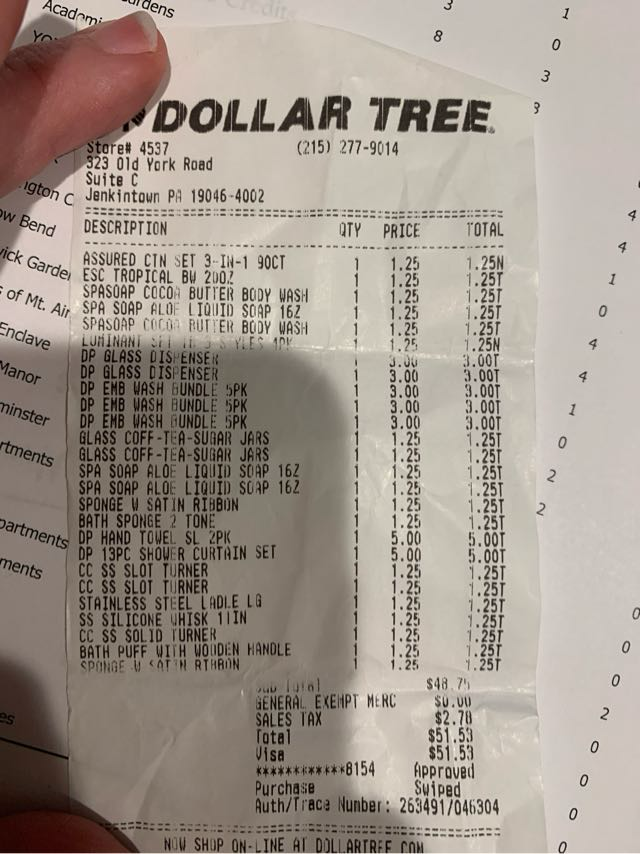 DOLLAR TREE
Store# 4537 (215) 277-9014
323 Old York Road
Suite C
Jenkintown PA 19046-4002
DESCRIPTION QTY PRICE TOTAL
ASSURED CTN SET 3-IN-1 90CT 1 1.25 1.25N
ESC TROPICAL BW 20OZ 1 1.25 1.25T
SPASOAP COCOA BUTTER BODY WASH 1 1.25 1.25T
SPA SOAP ALOE LIQUID SOAP 16Z 1 1.25 1.25T
SPASOAP COCOA BUTTER BODY WASH 1 1.25 1.25T
LUMINANT 1 1.25 1.25N
DP GLASS DISPENSER 1 3.00 3.00T
DP GLASS DISPENSER 1 3.00 3.00T
DP EMB WASH BUNDLE 5PK 1 3.00 3.00T
DP EMB WASH BUNDLE 5PK 1 3.00 3.00T
DP EMB WASH BUNDLE 5PK 1 3.00 3.00T
GLASS COFF-TEA-SUGAR JARS 1 1.25 1.25T
GLASS COFF-TEA-SUGAR JARS 1 1.25 1.25T
SPA SOAP ALOE LIQUID SOAP 16Z 1 1.25 1.25T
SPA SOAP ALOE LIQUID SOAP 16Z 1 1.25 1.25T
SPONGE W SATIN RIBBON 1 1.25 1.25T
BATH SPONGE 2 TONE 1 1.25 1.25T
DP HAND TOWEL SL 2PK 1 5.00 5.00T
DP 13PC SHOWER CURTAIN SET 1 5.00 5.00T
CC SS SLOT TURNER 1 1.25 1.25T
CC SS SLOT TURNER 1 1.25 1.25T
STAINLESS STEEL LADLE LG 1 1.25 1.25T
SS SILICONE WHISK 11IN 1 1.25 1.25T
CC SS SOLID TURNER 1 1.25 1.25T
BATH PUFF WITH WOODEN HANDLE 1 1.25 1.25T
SPONGE W SATIN RIBBON 1 1.25 1.25T
Sub Total $48.75
GENERAL EXEMPT MERC $0.00
SALES TAX $2.78
Total $51.53
Visa $51.53
************8154 Approved
Purchase Swiped
Auth/Trace Number: 263491/046304
NOW SHOP ON-LINE AT DOLLARTREE.COM